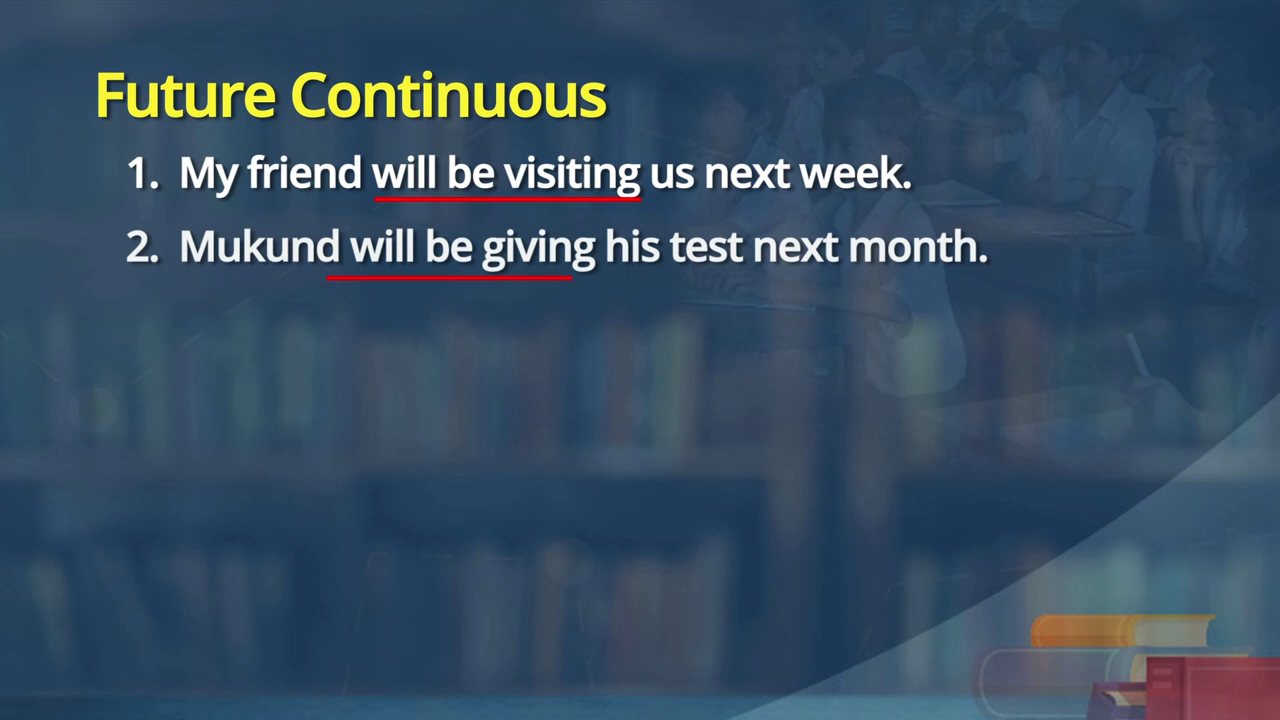 Future Continuous
1. My friend will be visiting us next week.
2. Mukund will be giving his test next month.